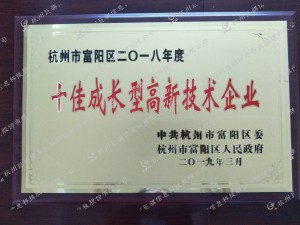 杭州市富阳区二〇一八年度
十佳成长型高新技术企业
中共杭州市富阳区委
杭州市富阳区人民政府
二〇一九年三月